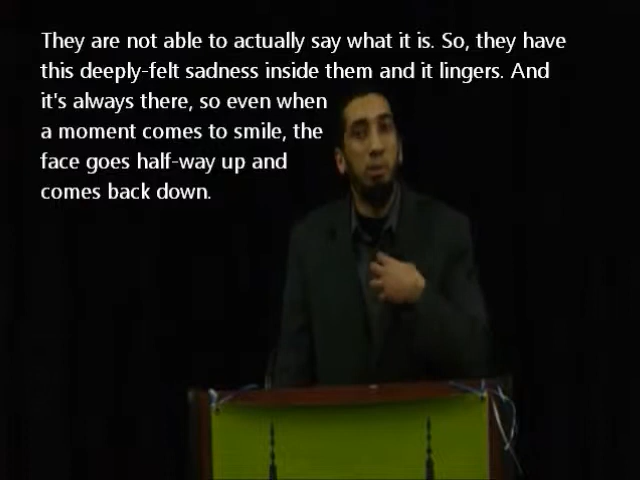 They are not able to actually say what it is. So, they have
this deeply-felt sadness inside them and it lingers. And
it's always there, so even when
a moment comes to smile, the
face goes half-way up and
comes back down.